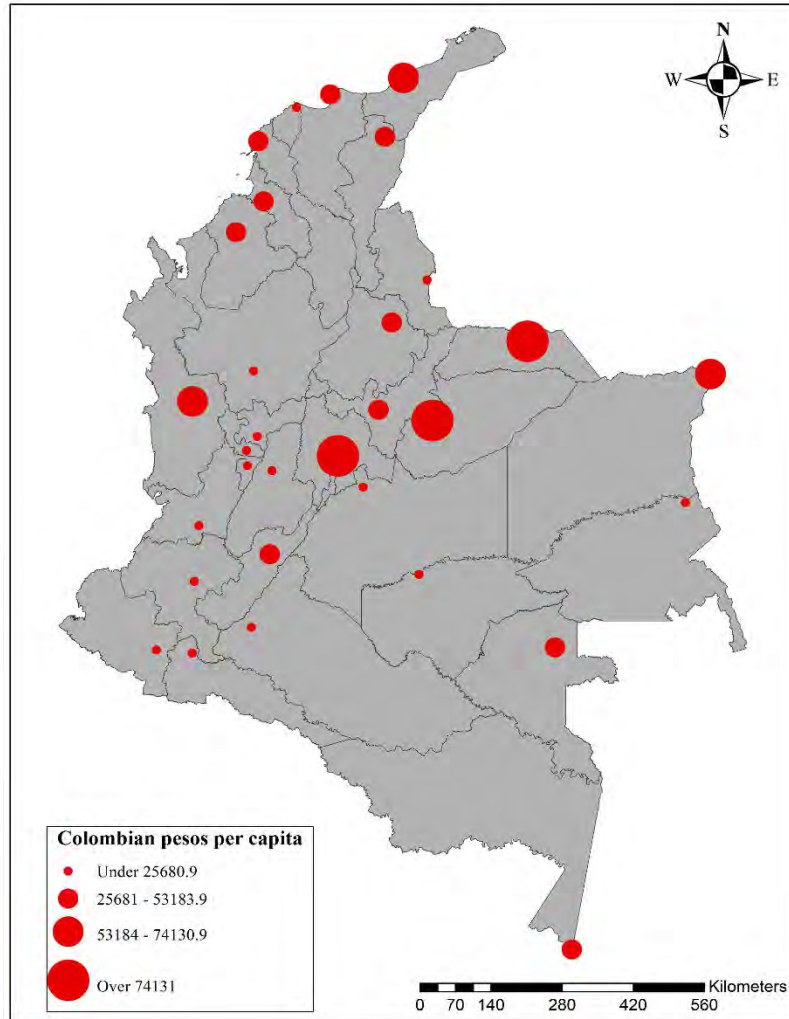 N
W E
S
Colombian pesos per capita
Under 25680.9
25681 - 53183.9
53184 - 74130.9
Over 74131
Kilometers
0 70 140 280 420 560